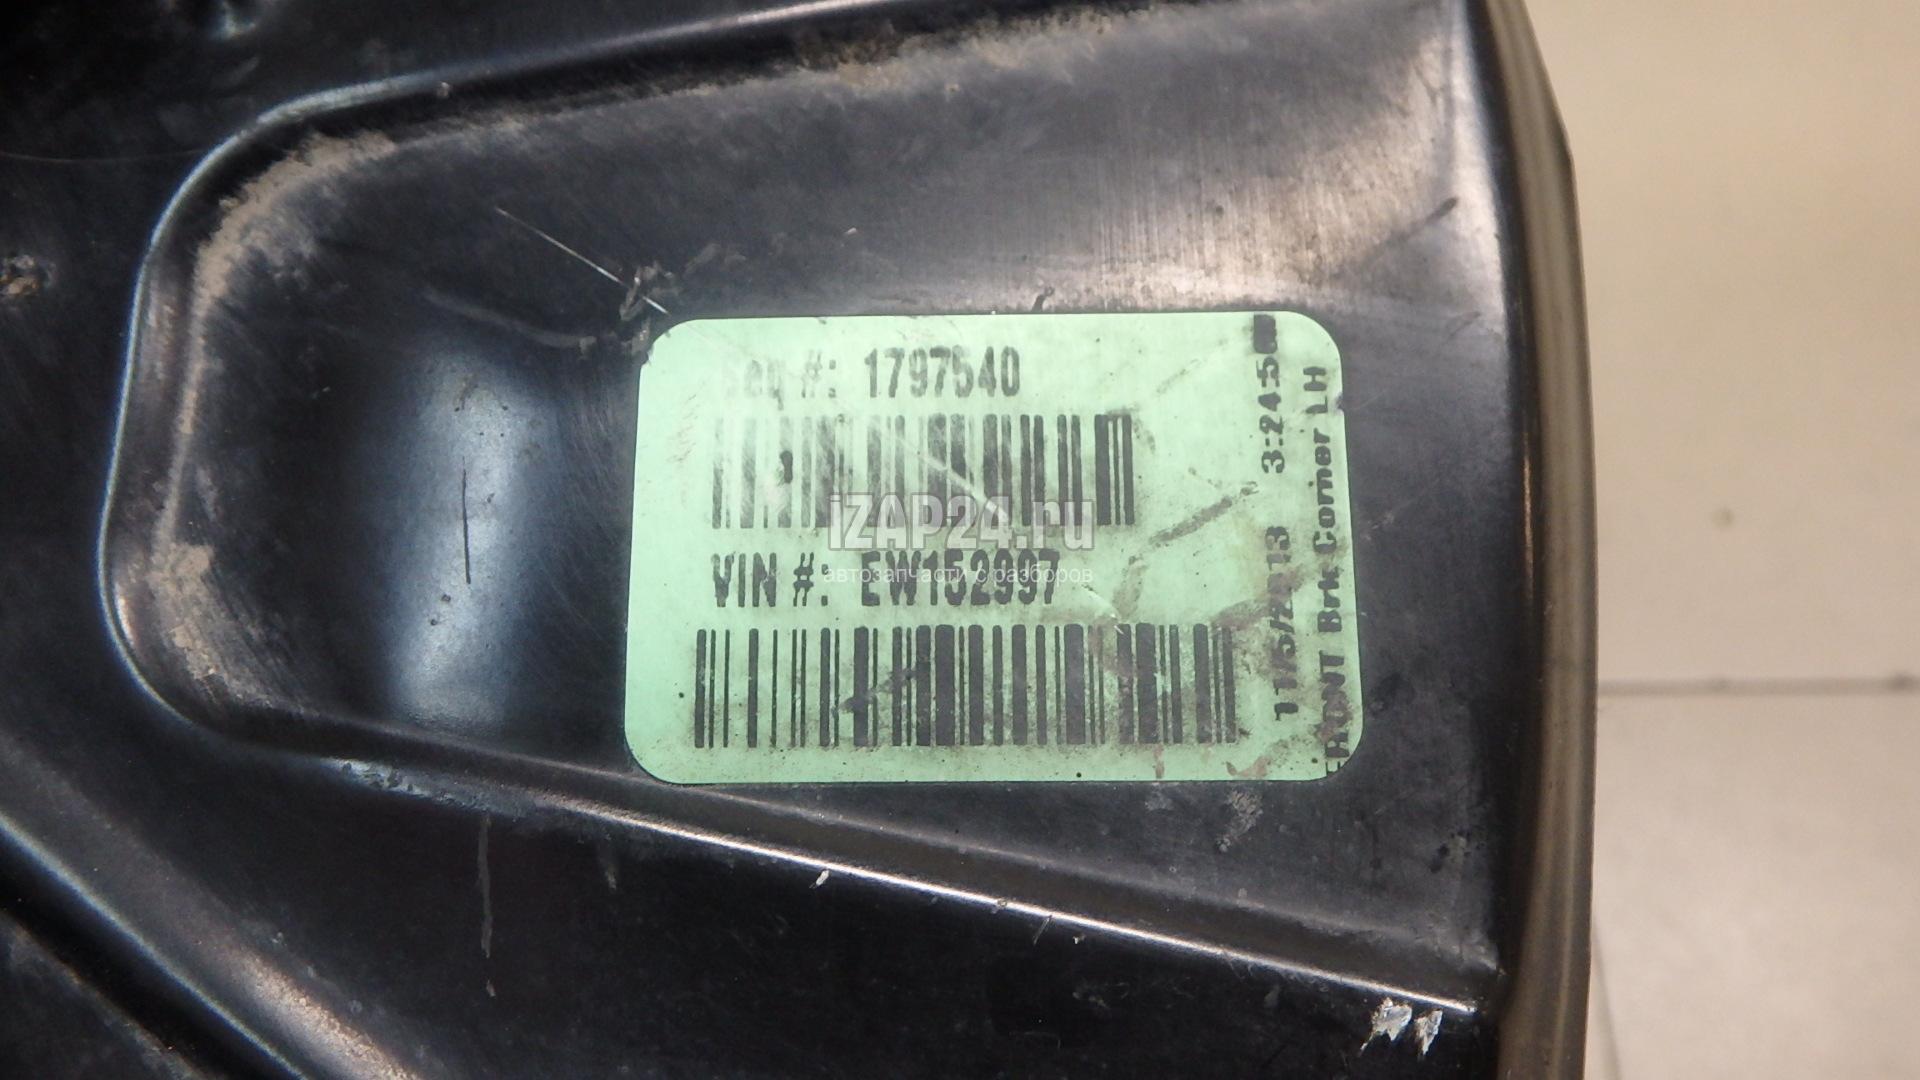 Seq #: 1797540
iZAP24.ru
VIN #: EW152997
автозапчасти с разборов
11/5/2013 3:24:5
FRONT Brk Corner LH